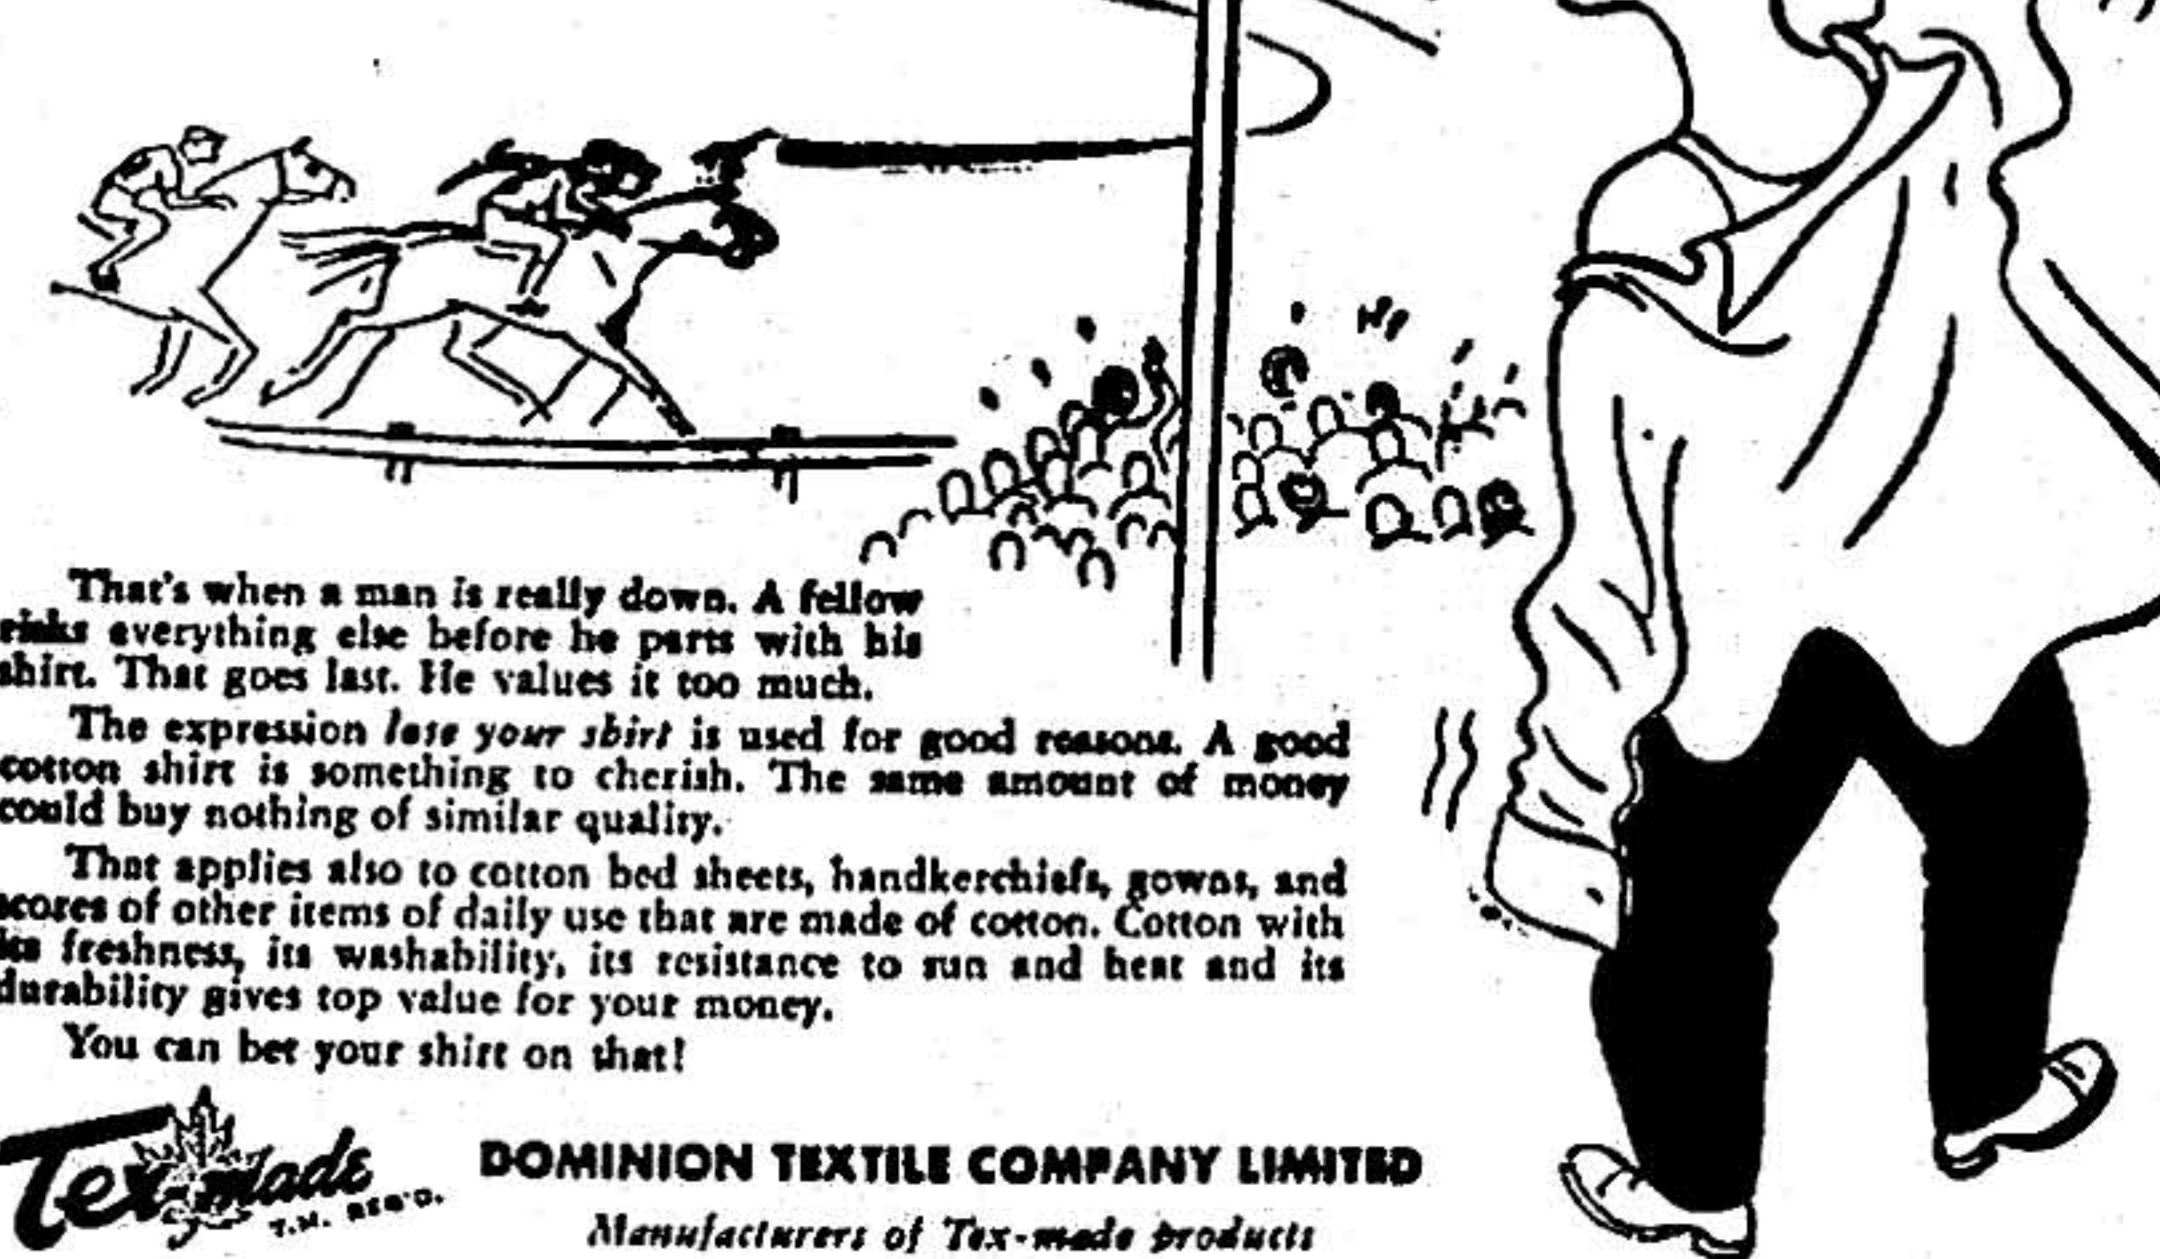 That's when a man is really down. A fellow
risks everything else before he parts with his
shirt. That goes last. He values it too much.
The expression lose your shirt is used for good reasons. A good
cotton shirt is something to cherish. The same amount of money
could buy nothing of similar quality.
That applies also to cotton bed sheets, handkerchiefs, gowns, and
scores of other items of daily use that are made of cotton. Cotton with
its freshness, its washability, its resistance to sun and heat and its
durability gives top value for your money.
You can bet your shirt on that!
Tex-made
T.M. REG'D.
DOMINION TEXTILE COMPANY LIMITED
Manufacturers of Tex-made products